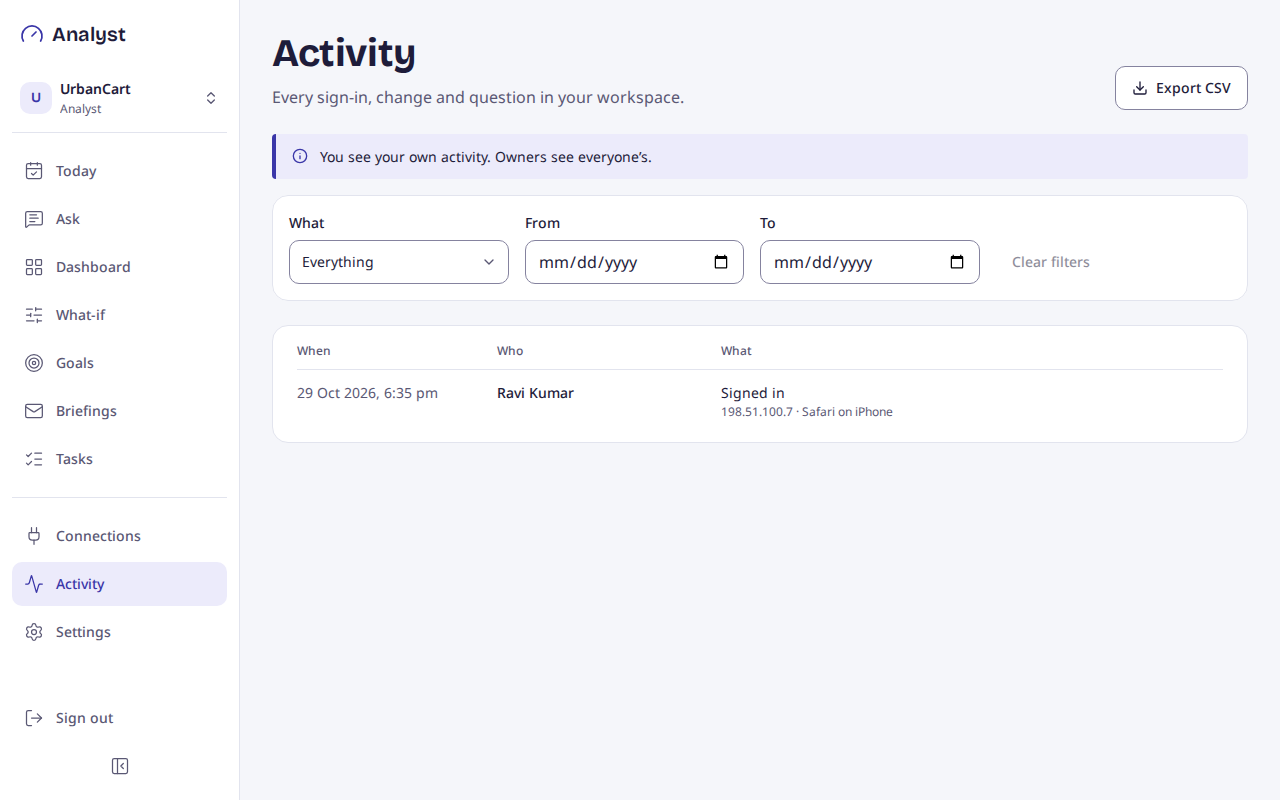 Analyst
U
UrbanCart
Analyst
Today
Ask
Dashboard
What-if
Goals
Briefings
Tasks
Connections
Activity
Settings
Sign out
Activity
Every sign-in, change and question in your workspace.
Export CSV
You see your own activity. Owners see everyone’s.
What
From
To
Everything
mm/dd/yyyy
mm/dd/yyyy
Clear filters
When
Who
What
29 Oct 2026, 6:35 pm
Ravi Kumar
Signed in
198.51.100.7 · Safari on iPhone